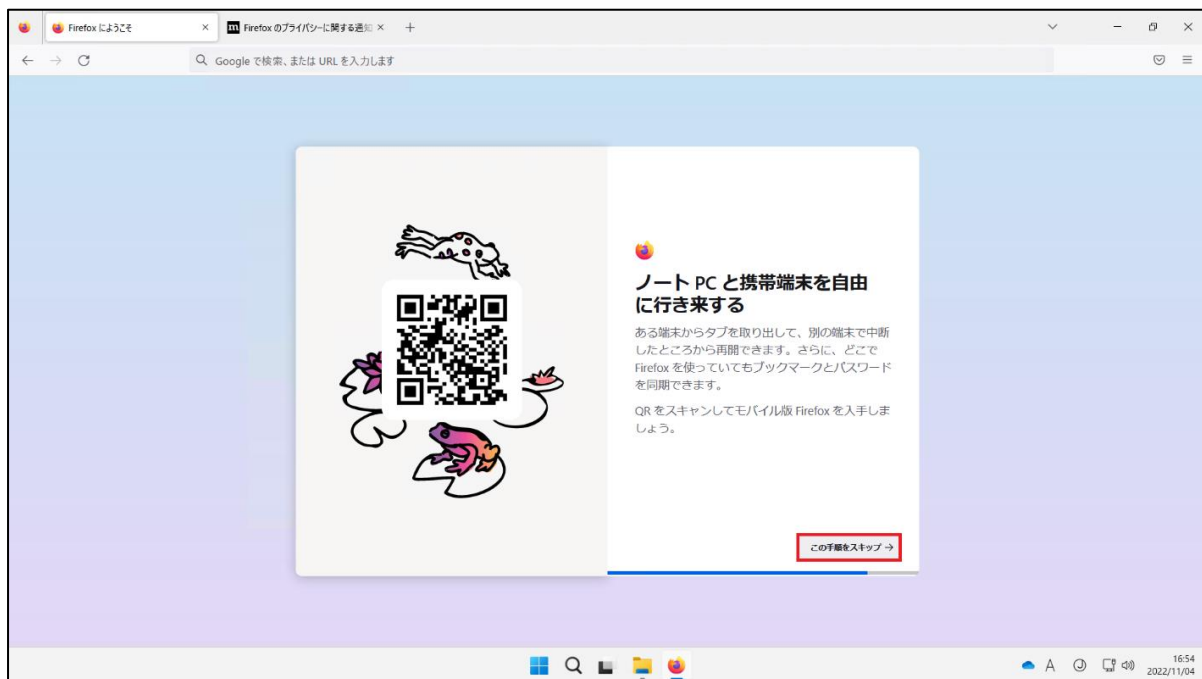 Firefox にようこそ
Firefox のプライバシーに関する通知
Google で検索、または URL を入力します
ノート PC と携帯端末を自由
に行き来する
ある端末からタブを取り出して、別の端末で中断
したところから再開できます。さらに、どこで
Firefox を使っていてもブックマークとパスワード
を同期できます。
QR をスキャンしてモバイル版 Firefox を入手しま
しょう。
この手順をスキップ →
A
16:54
2022/11/04